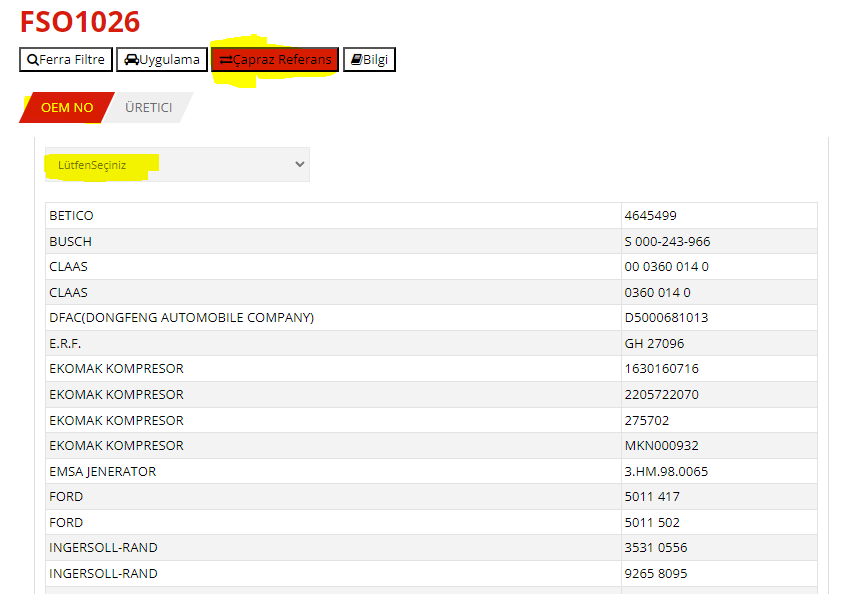 FSO1026
Ferra Filtre Uygulama Çapraz Referans Bilgi
OEM NO ÜRETICI
LütfenSeçiniz
BETICO 4645499
BUSCH S 000-243-966
CLAAS 00 0360 014 0
CLAAS 0360 014 0
DFAC(DONGFENG AUTOMOBILE COMPANY) D5000681013
E.R.F. GH 27096
EKOMAK KOMPRESOR 1630160716
EKOMAK KOMPRESOR 2205722070
EKOMAK KOMPRESOR 275702
EKOMAK KOMPRESOR MKN000932
EMSA JENERATOR 3.HM.98.0065
FORD 5011 417
FORD 5011 502
INGERSOLL-RAND 3531 0556
INGERSOLL-RAND 9265 8095